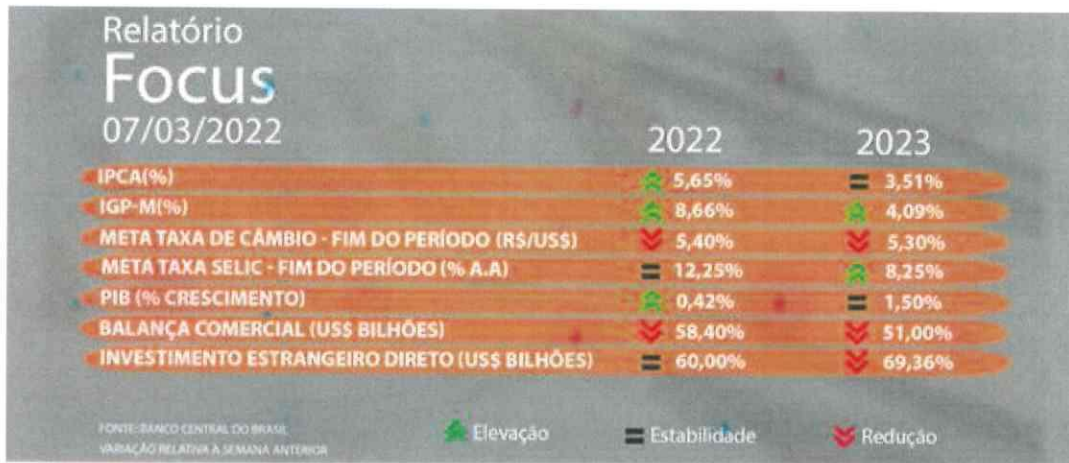 Relatório
Focus
07/03/2022
2022 2023
IPCA(%) 5,65% 3,51%
IGP-M(%) 8,66% 4,09%
META TAXA DE CÂMBIO - FIM DO PERÍODO (R$/US$) 5,40% 5,30%
META TAXA SELIC - FIM DO PERÍODO (% A.A) 12,25% 8,25%
PIB (% CRESCIMENTO) 0,42% 1,50%
BALANÇA COMERCIAL (US$ BILHÕES) 58,40% 51,00%
INVESTIMENTO ESTRANGEIRO DIRETO (US$ BILHÕES) 60,00% 69,36%
FONTE: BANCO CENTRAL DO BRASIL
VARIAÇÃO RELATIVA À SEMANA ANTERIOR
Elevação Estabilidade Redução